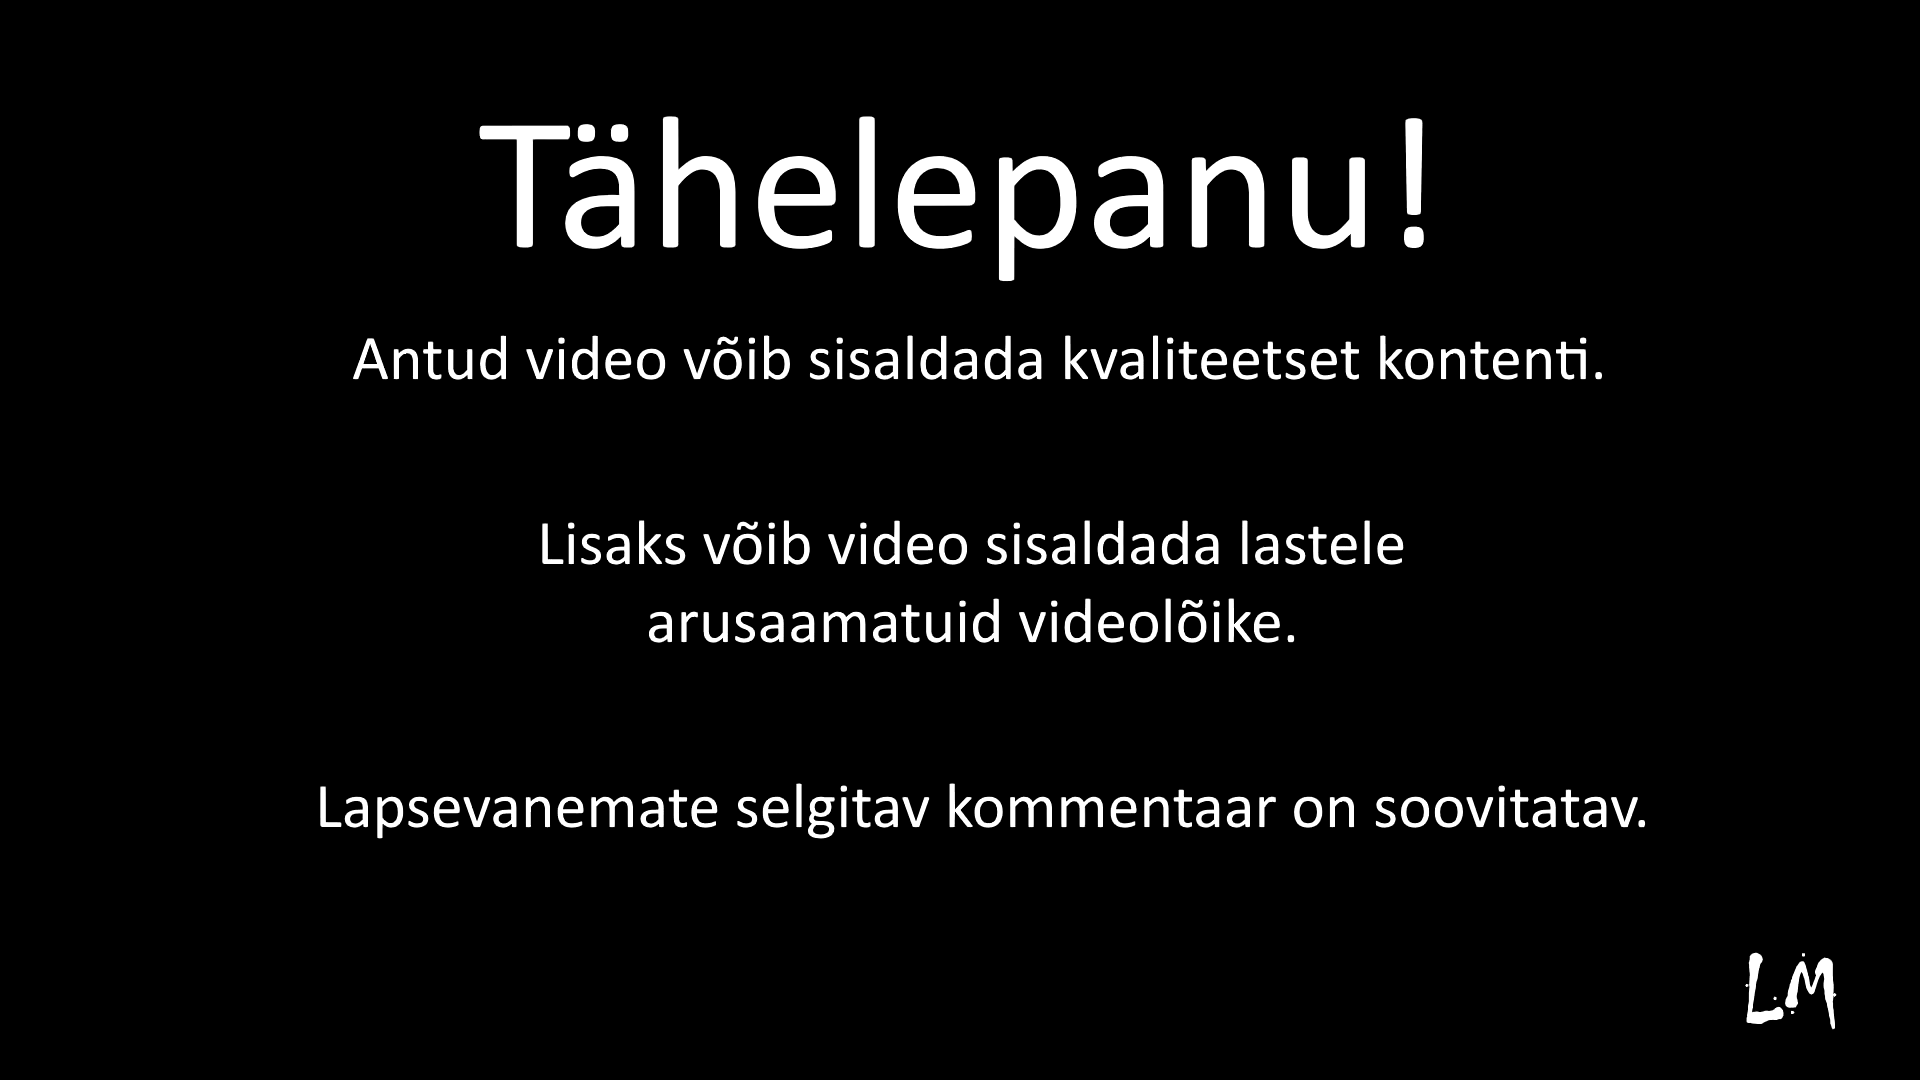 Tähelepanu!
Antud video võib sisaldada kvaliteetset kontenti.
Lisaks võib video sisaldada lastele
arusaamatuid videolõike.
Lapsevanemate selgitav kommentaar on soovitatav.
LM